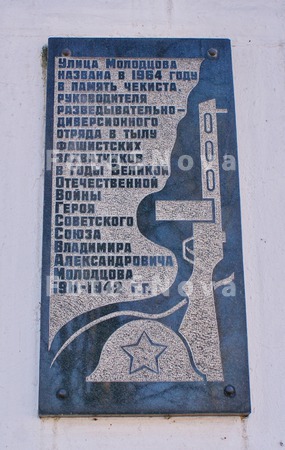 Улица Молодцова
названа в 1964 году
в память чекиста,
руководителя
разведывательно-
диверсионного
отряда в тылу
фашистских
захватчиков
в годы Великой
Отечественной
Войны
Героя
Советского
Союза
Владимира
Александровича
Молодцова
1911-1942 г.г.